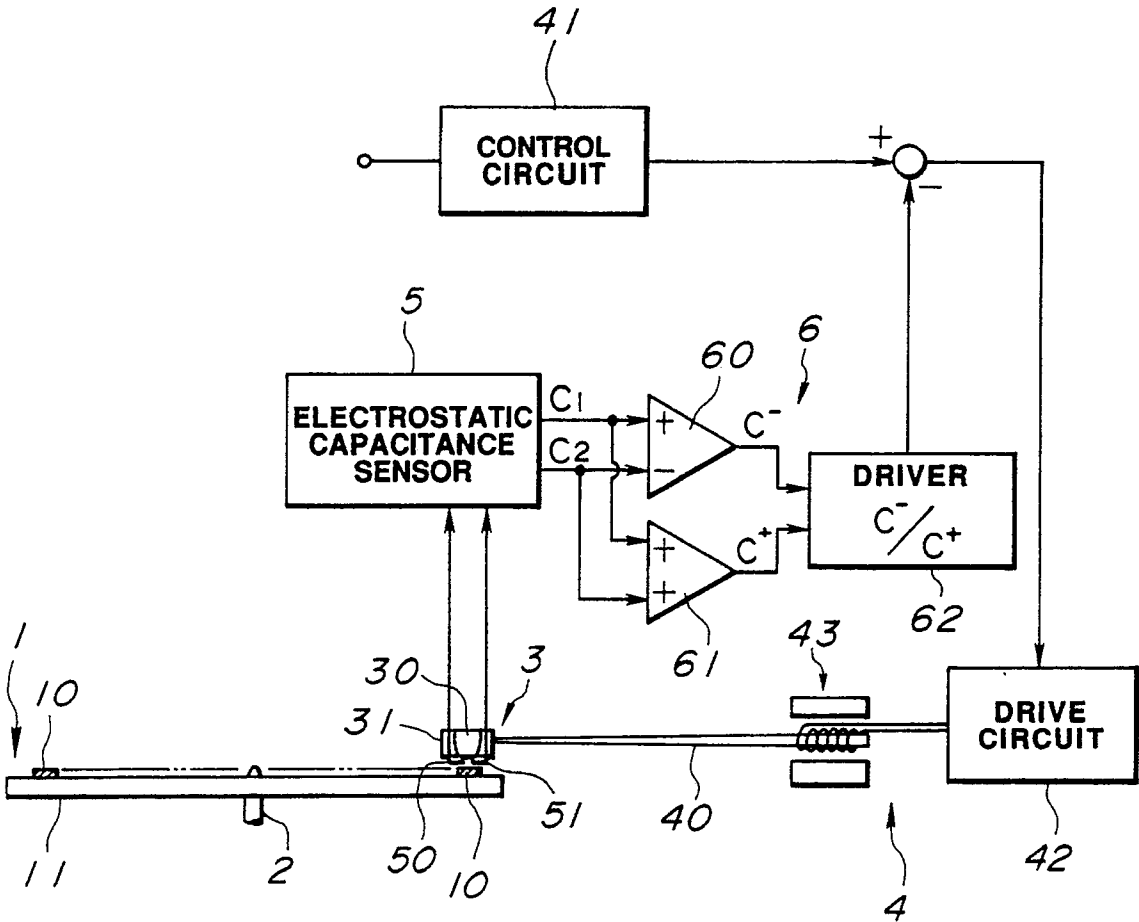 41
CONTROL
CIRCUIT
+
−
5
6
60
ELECTROSTATIC
CAPACITANCE
SENSOR
C1
C2
+
−
C⁻
DRIVER
C⁻/C⁺
+
+
C⁺
62
61
1
10
30
3
31
43
DRIVE
CIRCUIT
50
51
40
11
2
10
42
4